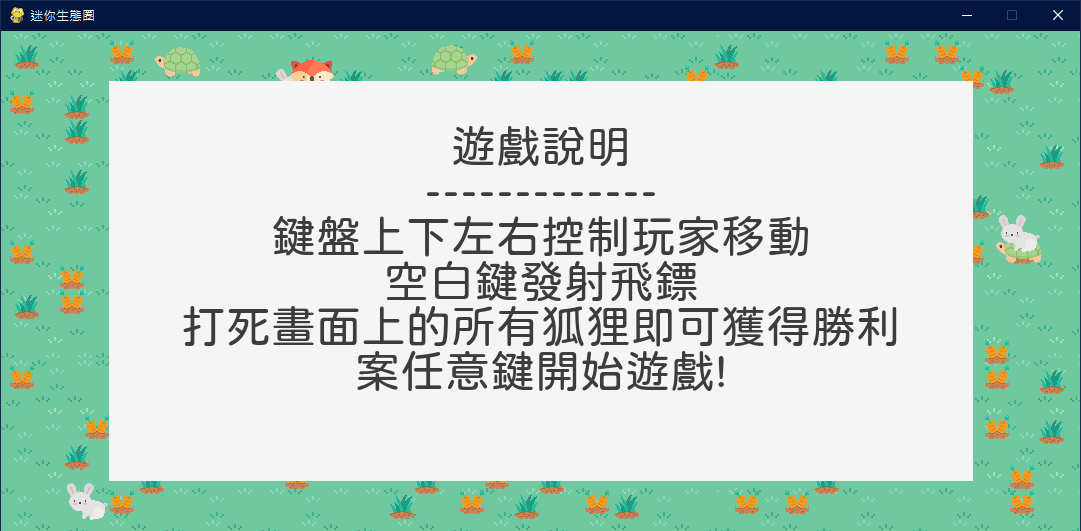 迷你生態圈
遊戲說明
-------------
鍵盤上下左右控制玩家移動
空白鍵發射飛鏢
打死畫面上的所有狐狸即可獲得勝利
案任意鍵開始遊戲!